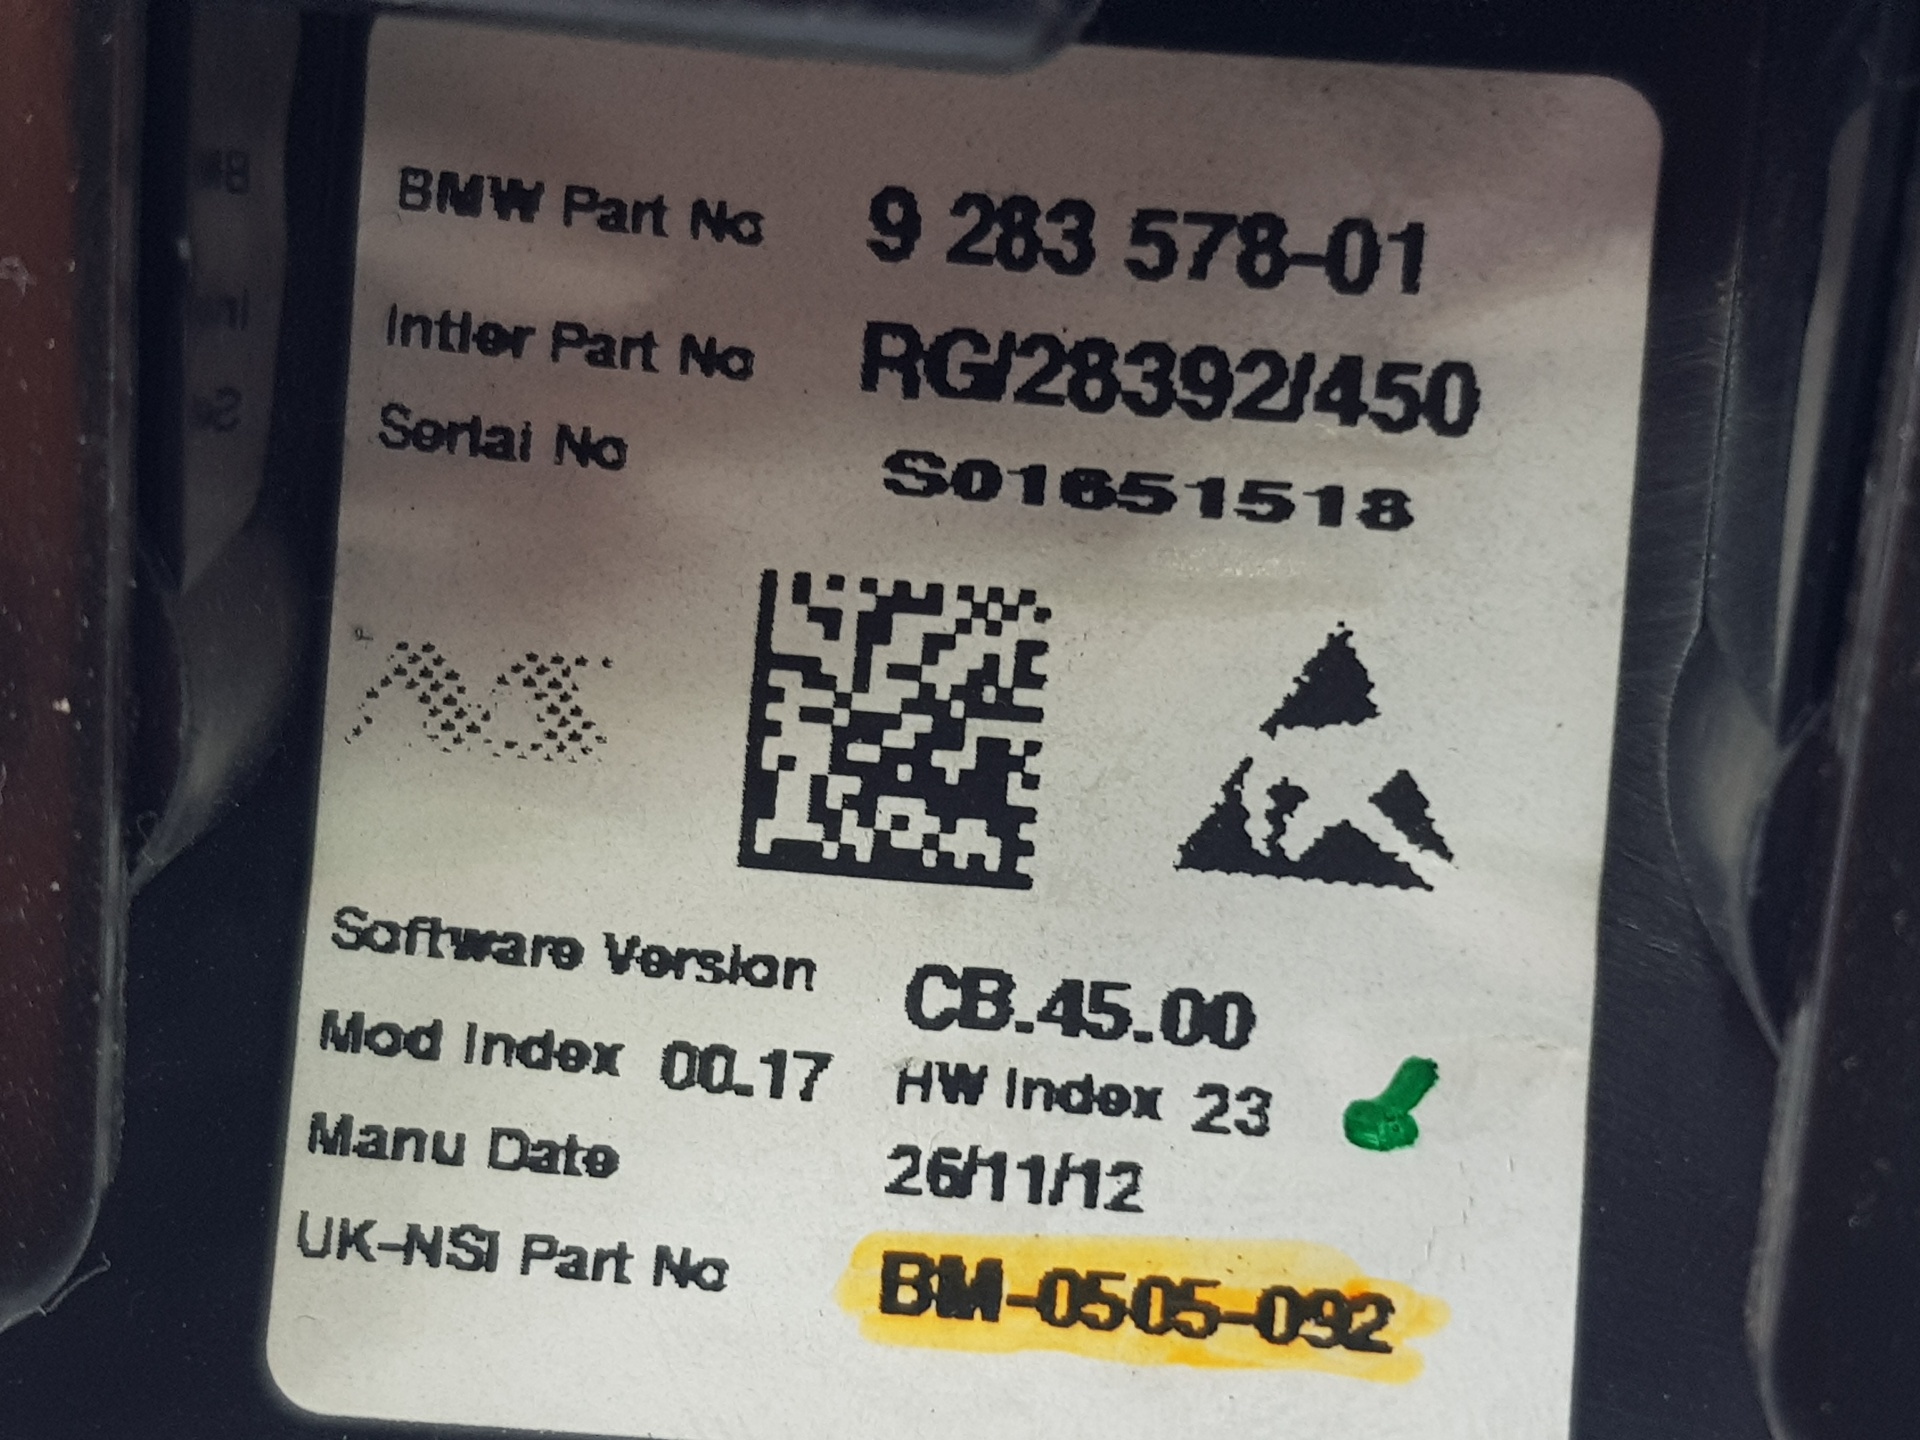 BMW Part No 9 283 578-01
Intier Part No RG/28392/450
Serial No S01651518
Software Version CB.45.00
Mod Index 00.17 HW Index 23
Manu Date 26/11/12
UK-NSI Part No BM-0505-092